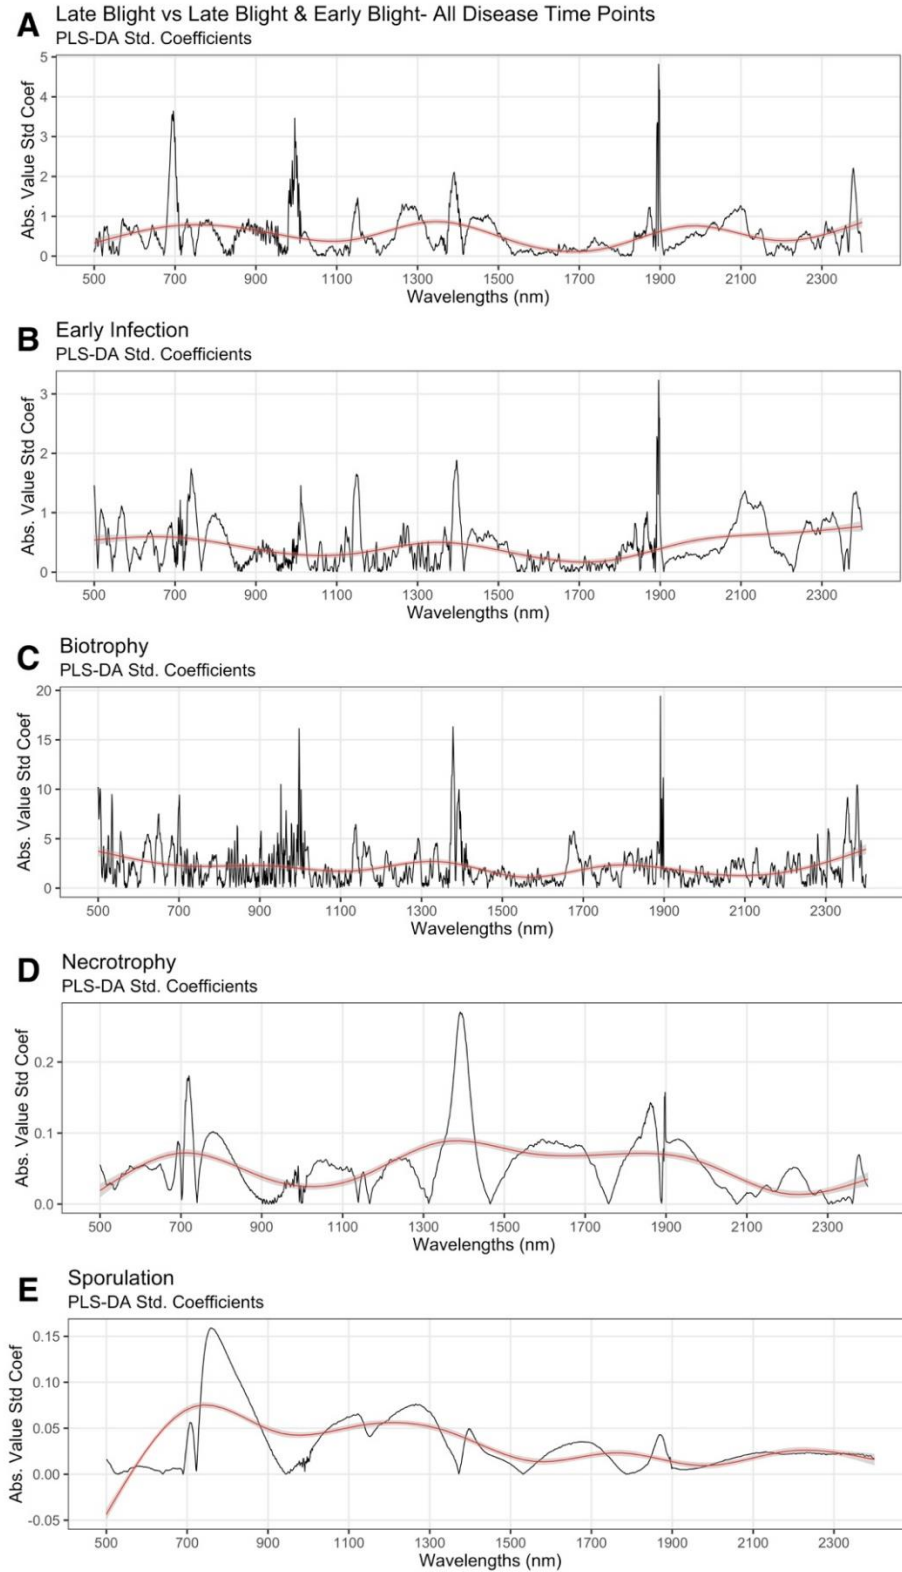 A Late Blight vs Late Blight & Early Blight- All Disease Time Points
PLS-DA Std. Coefficients
Abs. Value Std Coef
5
4
3
2
1
0
500 700 900 1100 1300 1500 1700 1900 2100 2300
Wavelengths (nm)
B Early Infection
PLS-DA Std. Coefficients
Abs. Value Std Coef
3
2
1
0
500 700 900 1100 1300 1500 1700 1900 2100 2300
Wavelengths (nm)
C Biotrophy
PLS-DA Std. Coefficients
Abs. Value Std Coef
20
15
10
5
0
500 700 900 1100 1300 1500 1700 1900 2100 2300
Wavelengths (nm)
D Necrotrophy
PLS-DA Std. Coefficients
Abs. Value Std Coef
0.2
0.1
0.0
500 700 900 1100 1300 1500 1700 1900 2100 2300
Wavelengths (nm)
E Sporulation
PLS-DA Std. Coefficients
Abs. Value Std Coef
0.15
0.10
0.05
0.00
-0.05
500 700 900 1100 1300 1500 1700 1900 2100 2300
Wavelengths (nm)